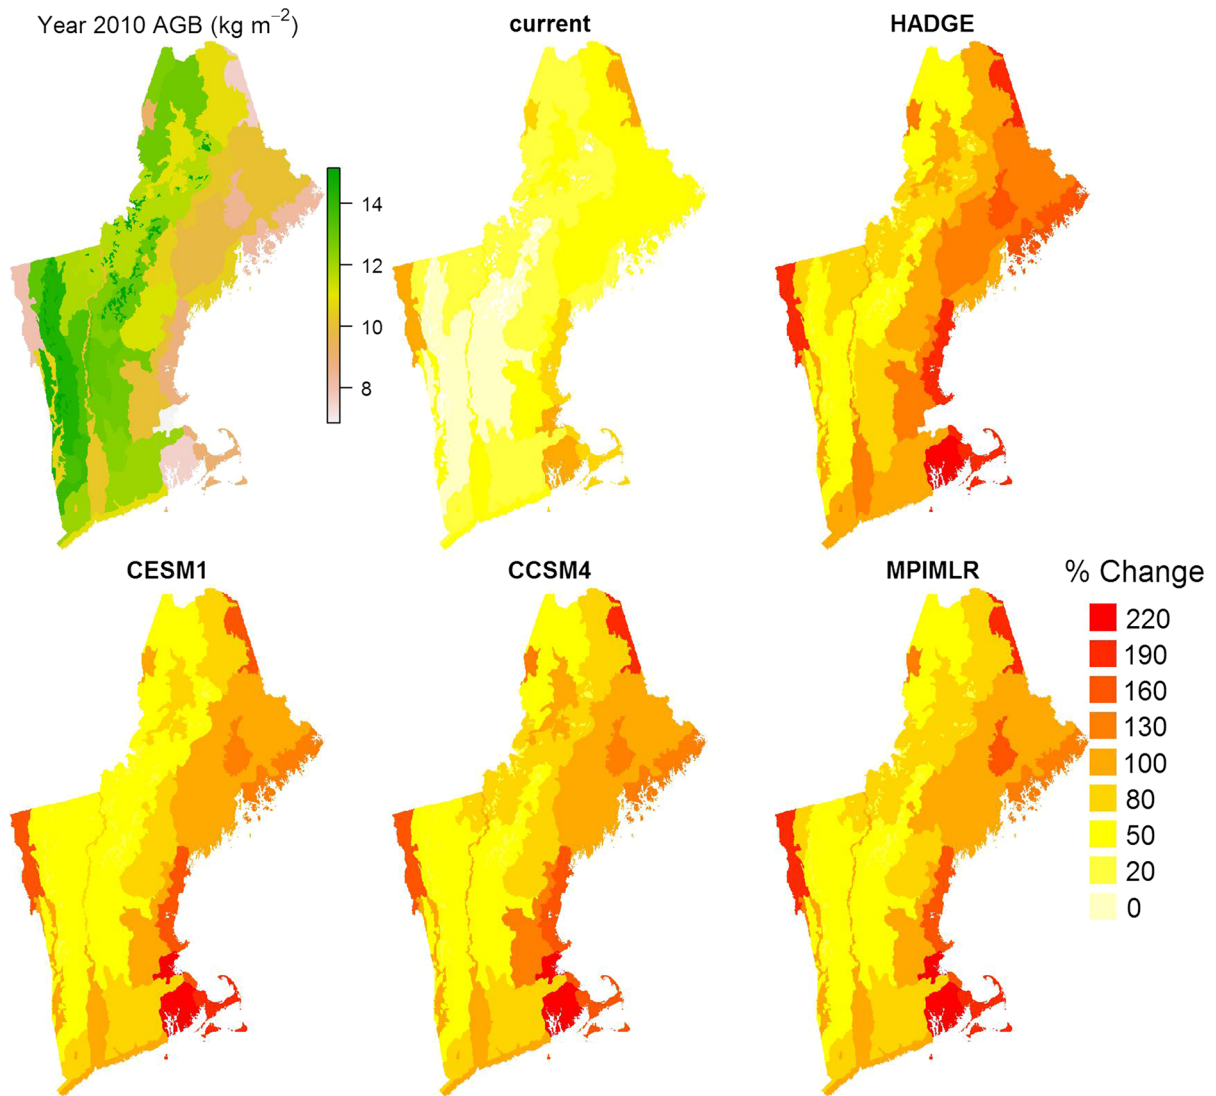 Year 2010 AGB (kg m⁻²)
current
HADGE
14
12
10
8
CESM1
CCSM4
MPIMLR
% Change
220
190
160
130
100
80
50
20
0